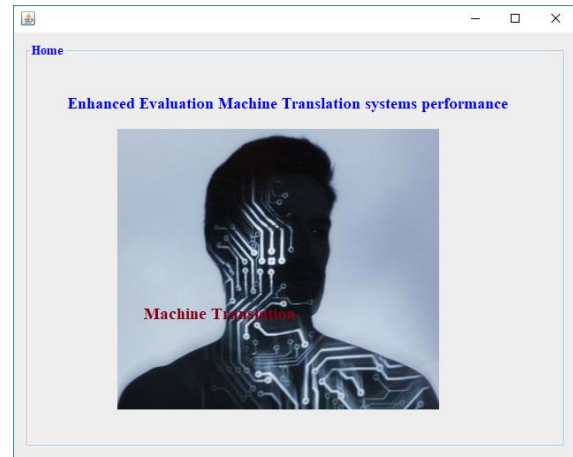 Home
Enhanced Evaluation Machine Translation systems performance
Machine Translation